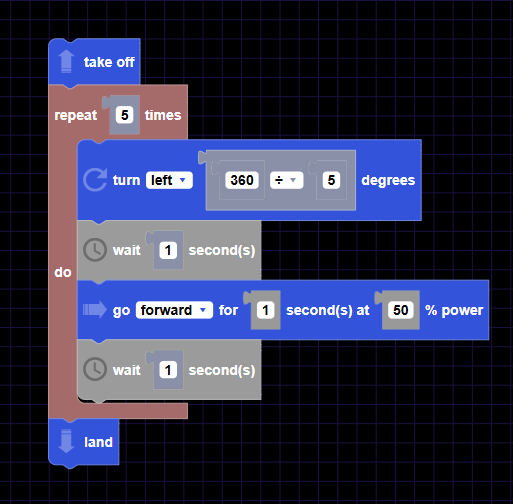 take off
repeat 5 times
turn left 360 ÷ 5 degrees
wait 1 second(s)
do
go forward for 1 second(s) at 50 % power
wait 1 second(s)
land